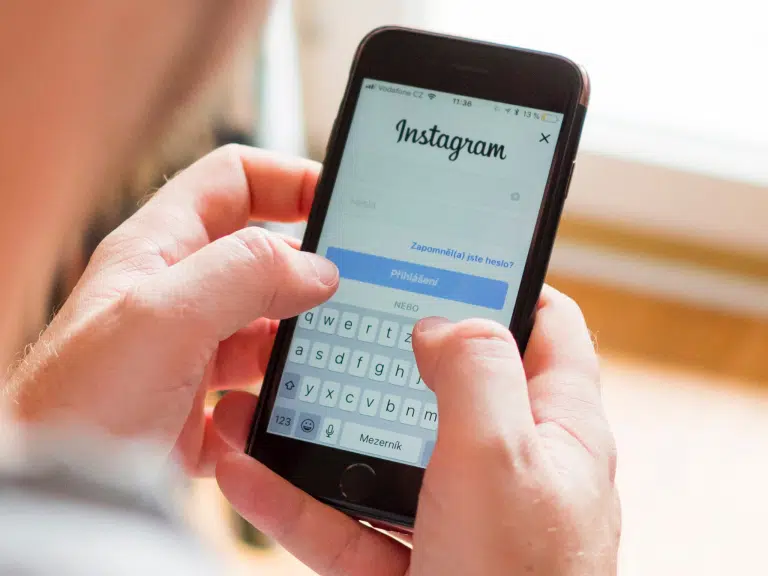 Vodafone CZ 11:36 13 %
Instagram
Heslo
Zapomněl(a) jste heslo?
Přihlášení
NEBO
q w e r t z
a s d f g h j
y x c v b n m
123 Mezerník